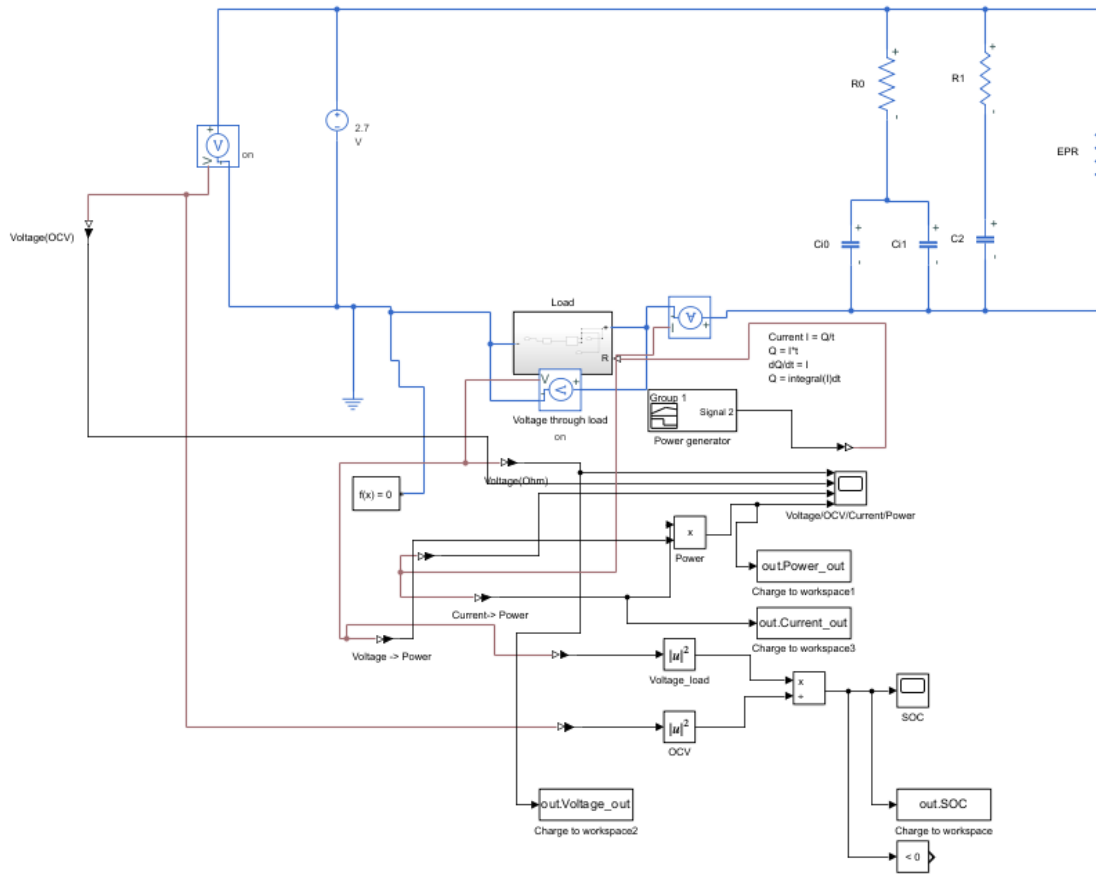 R0
R1
2.7
V
on
EPR
Voltage(OCV)
Ci0
Ci1
C2
Load
R
Current I = Q/t
Q = I*t
dQ/dt = I
Q = integral(I)dt
Group 1
Signal 2
Power generator
Voltage through load
on
Voltage(Ohm)
f(x) = 0
Voltage/OCV/Current/Power
x
Power
out.Power_out
Charge to workspace1
Current-> Power
out.Current_out
Charge to workspace3
Voltage -> Power
|u|²
Voltage_load
x
÷
SOC
|u|²
OCV
out.Voltage_out
Charge to workspace2
out.SOC
Charge to workspace
< 0